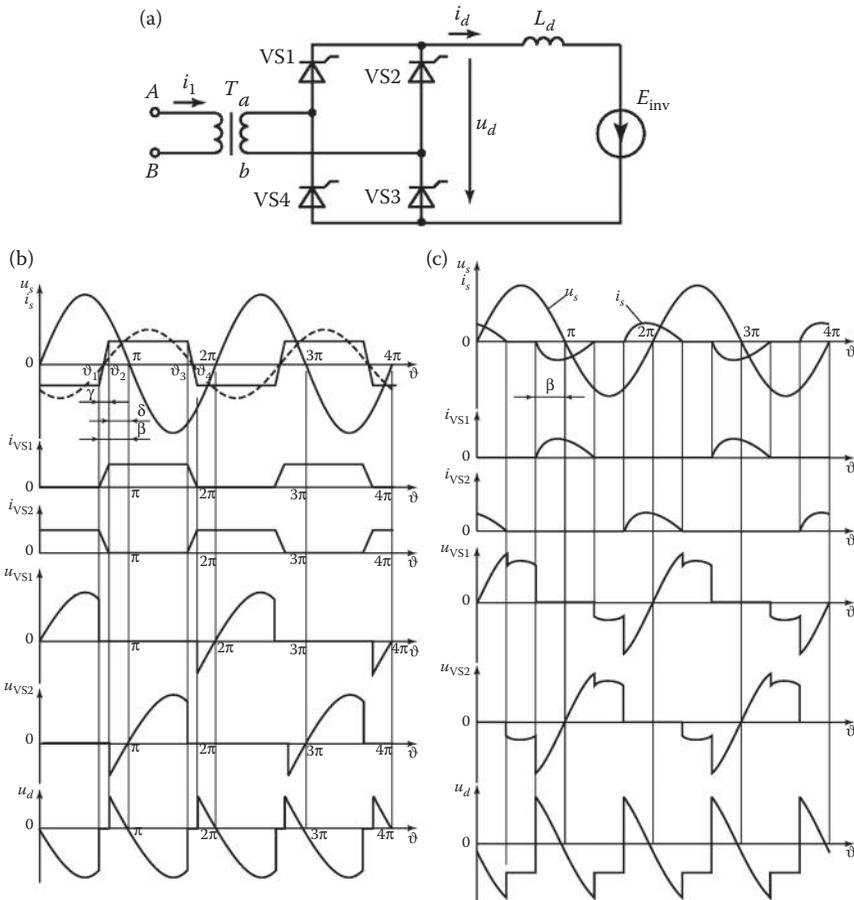 (a)
i_d
L_d
VS1
VS2
A
i_1
T
a
E_inv
u_d
B
b
VS4
VS3
(b)
u_s
i_s
0
ϑ_1
ϑ_2
π
ϑ_3
2π
ϑ_4
3π
4π
ϑ
γ
δ
β
i_VS1
0
π
2π
3π
4π
ϑ
i_VS2
0
π
2π
3π
4π
ϑ
u_VS1
0
π
2π
3π
4π
ϑ
u_VS2
0
π
2π
3π
4π
ϑ
u_d
0
π
2π
3π
4π
ϑ
(c)
u_s
i_s
u_s
i_s
0
π
2π
3π
4π
ϑ
β
i_VS1
0
ϑ
i_VS2
0
ϑ
u_VS1
0
ϑ
u_VS2
0
ϑ
u_d
0
ϑ